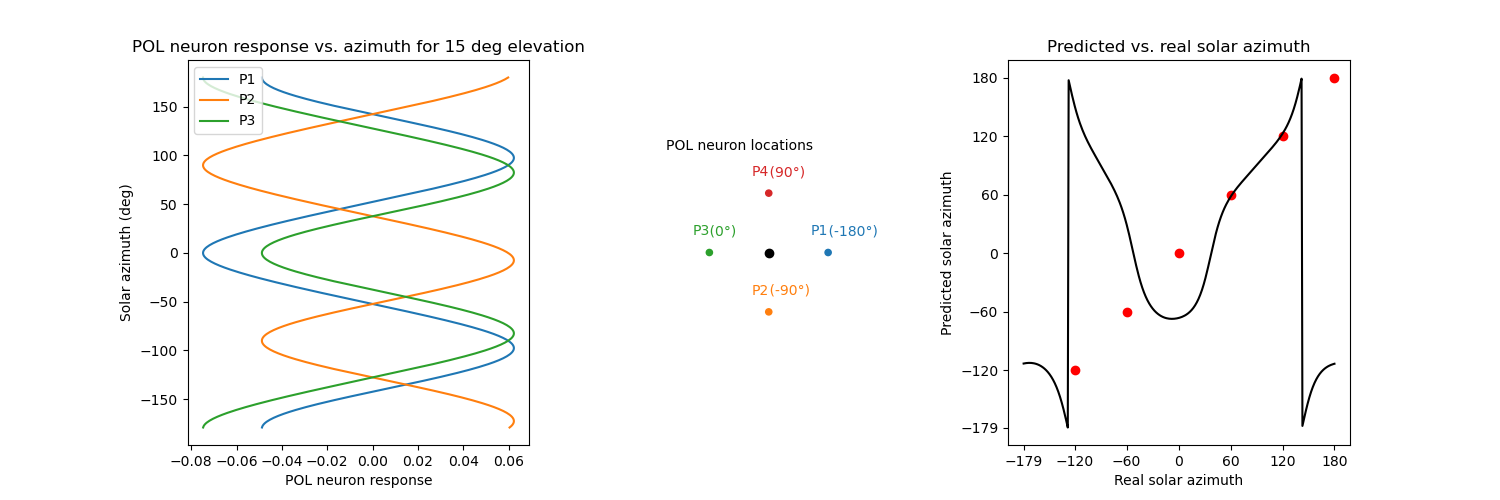 POL neuron response vs. azimuth for 15 deg elevation
P1
P2
P3
150
100
50
0
−50
−100
−150
Solar azimuth (deg)
−0.08 −0.06 −0.04 −0.02 0.00 0.02 0.04 0.06
POL neuron response
POL neuron locations
P4(90°)
P3(0°)
P1(-180°)
P2(-90°)
Predicted vs. real solar azimuth
180
120
60
0
−60
−120
−179
Predicted solar azimuth
−179 −120 −60 0 60 120 180
Real solar azimuth